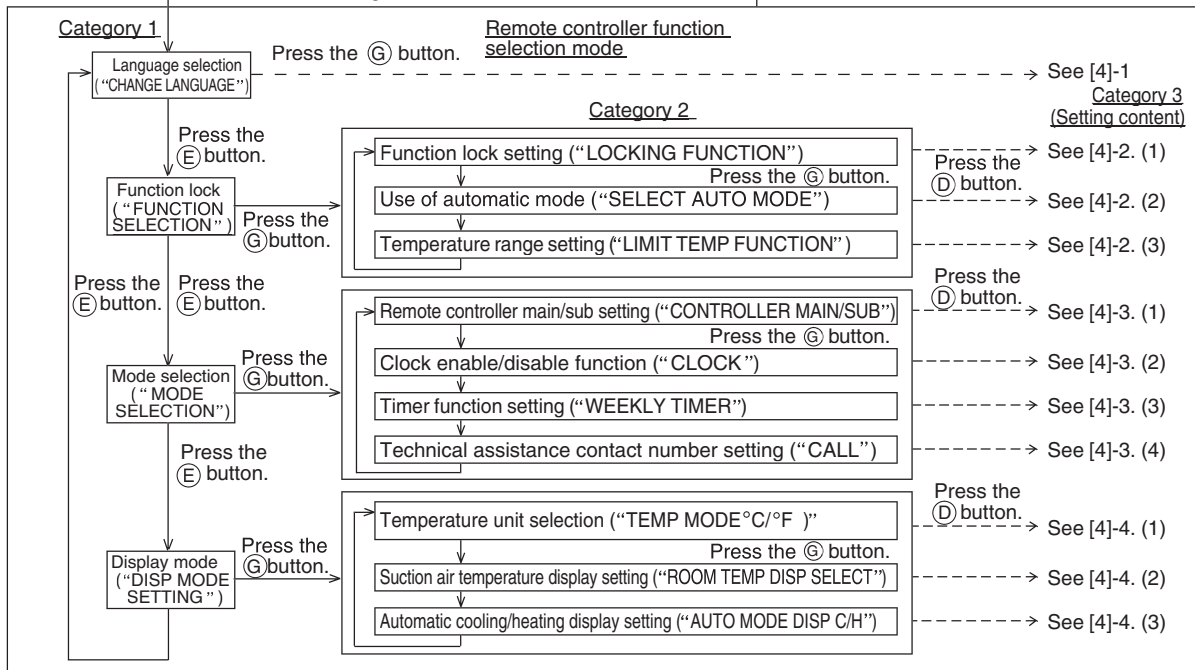 Category 1
Remote controller function
selection mode
Press the Ⓖ button.
Language selection
(“CHANGE LANGUAGE”)
See [4]-1
Category 3
(Setting content)
Category 2
Press the
Ⓔ button.
Function lock setting (“LOCKING FUNCTION”)
Press the Ⓖ button.
Use of automatic mode (“SELECT AUTO MODE”)
Temperature range setting (“LIMIT TEMP FUNCTION”)
Press the
Ⓓ button.
See [4]-2. (1)
See [4]-2. (2)
See [4]-2. (3)
Function lock
(“FUNCTION
SELECTION”)
Press the
Ⓖbutton.
Press the
Ⓔbutton.
Press the
Ⓔbutton.
Remote controller main/sub setting (“CONTROLLER MAIN/SUB”)
Press the Ⓖ button.
Clock enable/disable function (“CLOCK”)
Timer function setting (“WEEKLY TIMER”)
Technical assistance contact number setting (“CALL”)
Press the
Ⓓ button.
See [4]-3. (1)
See [4]-3. (2)
See [4]-3. (3)
See [4]-3. (4)
Mode selection
(“MODE
SELECTION”)
Press the
Ⓖbutton.
Press the
Ⓔ button.
Temperature unit selection (“TEMP MODE°C/°F )”
Press the Ⓖ button.
Suction air temperature display setting (“ROOM TEMP DISP SELECT”)
Automatic cooling/heating display setting (“AUTO MODE DISP C/H”)
Press the
Ⓓ button.
See [4]-4. (1)
See [4]-4. (2)
See [4]-4. (3)
Display mode
(“DISP MODE
SETTING”)
Press the
Ⓖbutton.